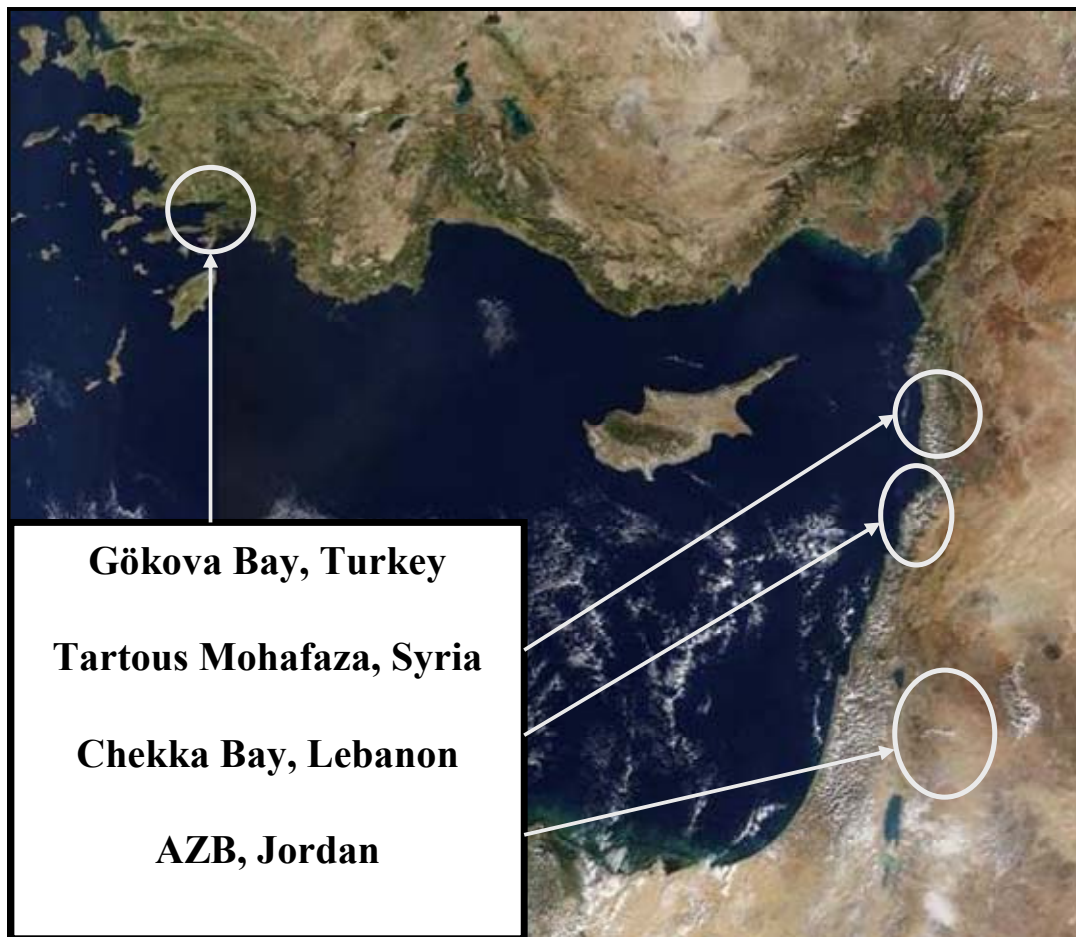 Gökova Bay, Turkey
Tartous Mohafaza, Syria
Chekka Bay, Lebanon
AZB, Jordan